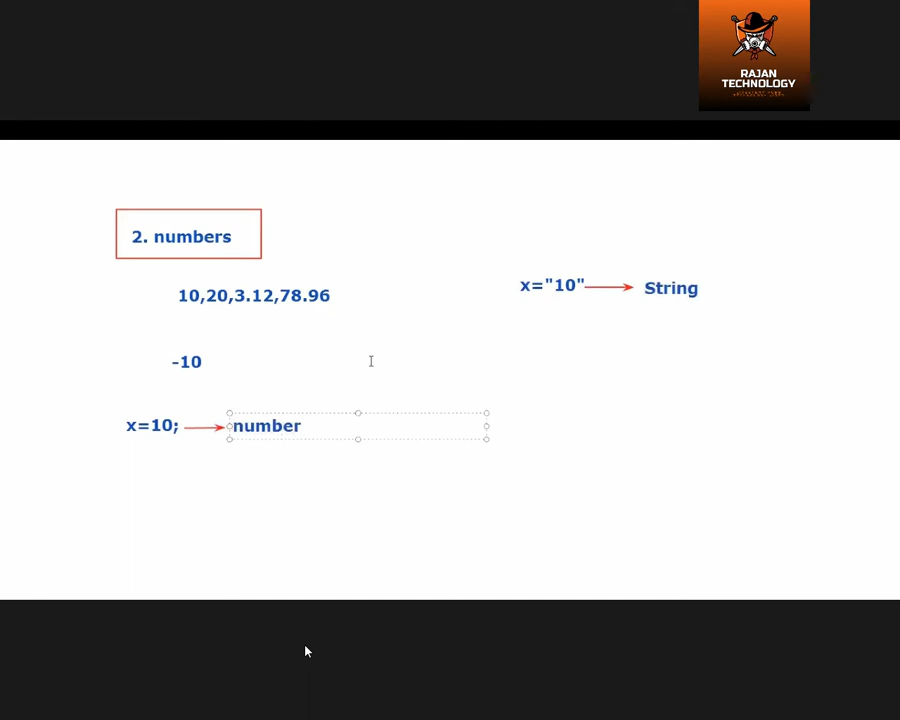 RAJAN
TECHNOLOGY
2. numbers
10,20,3.12,78.96
x="10"
String
-10
x=10;
number